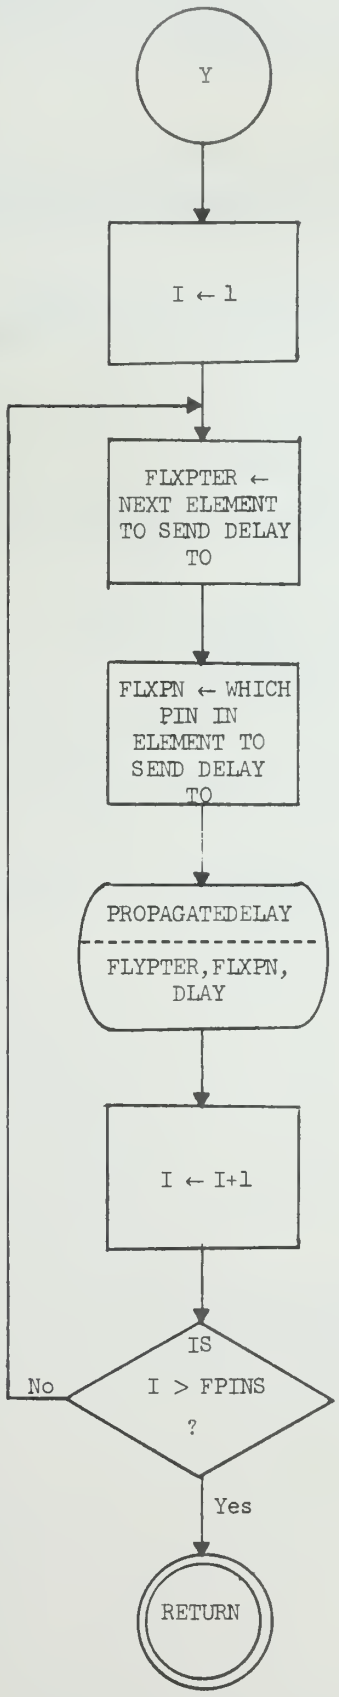 Y
I ← 1
FLXPTER ←
NEXT ELEMENT
TO SEND DELAY
TO
FLXPN ← WHICH
PIN IN
ELEMENT TO
SEND DELAY
TO
PROPAGATEDELAY
FLYPTER,FLXPN,
DLAY
I ← I+1
IS
I > FPINS
?
No
Yes
RETURN